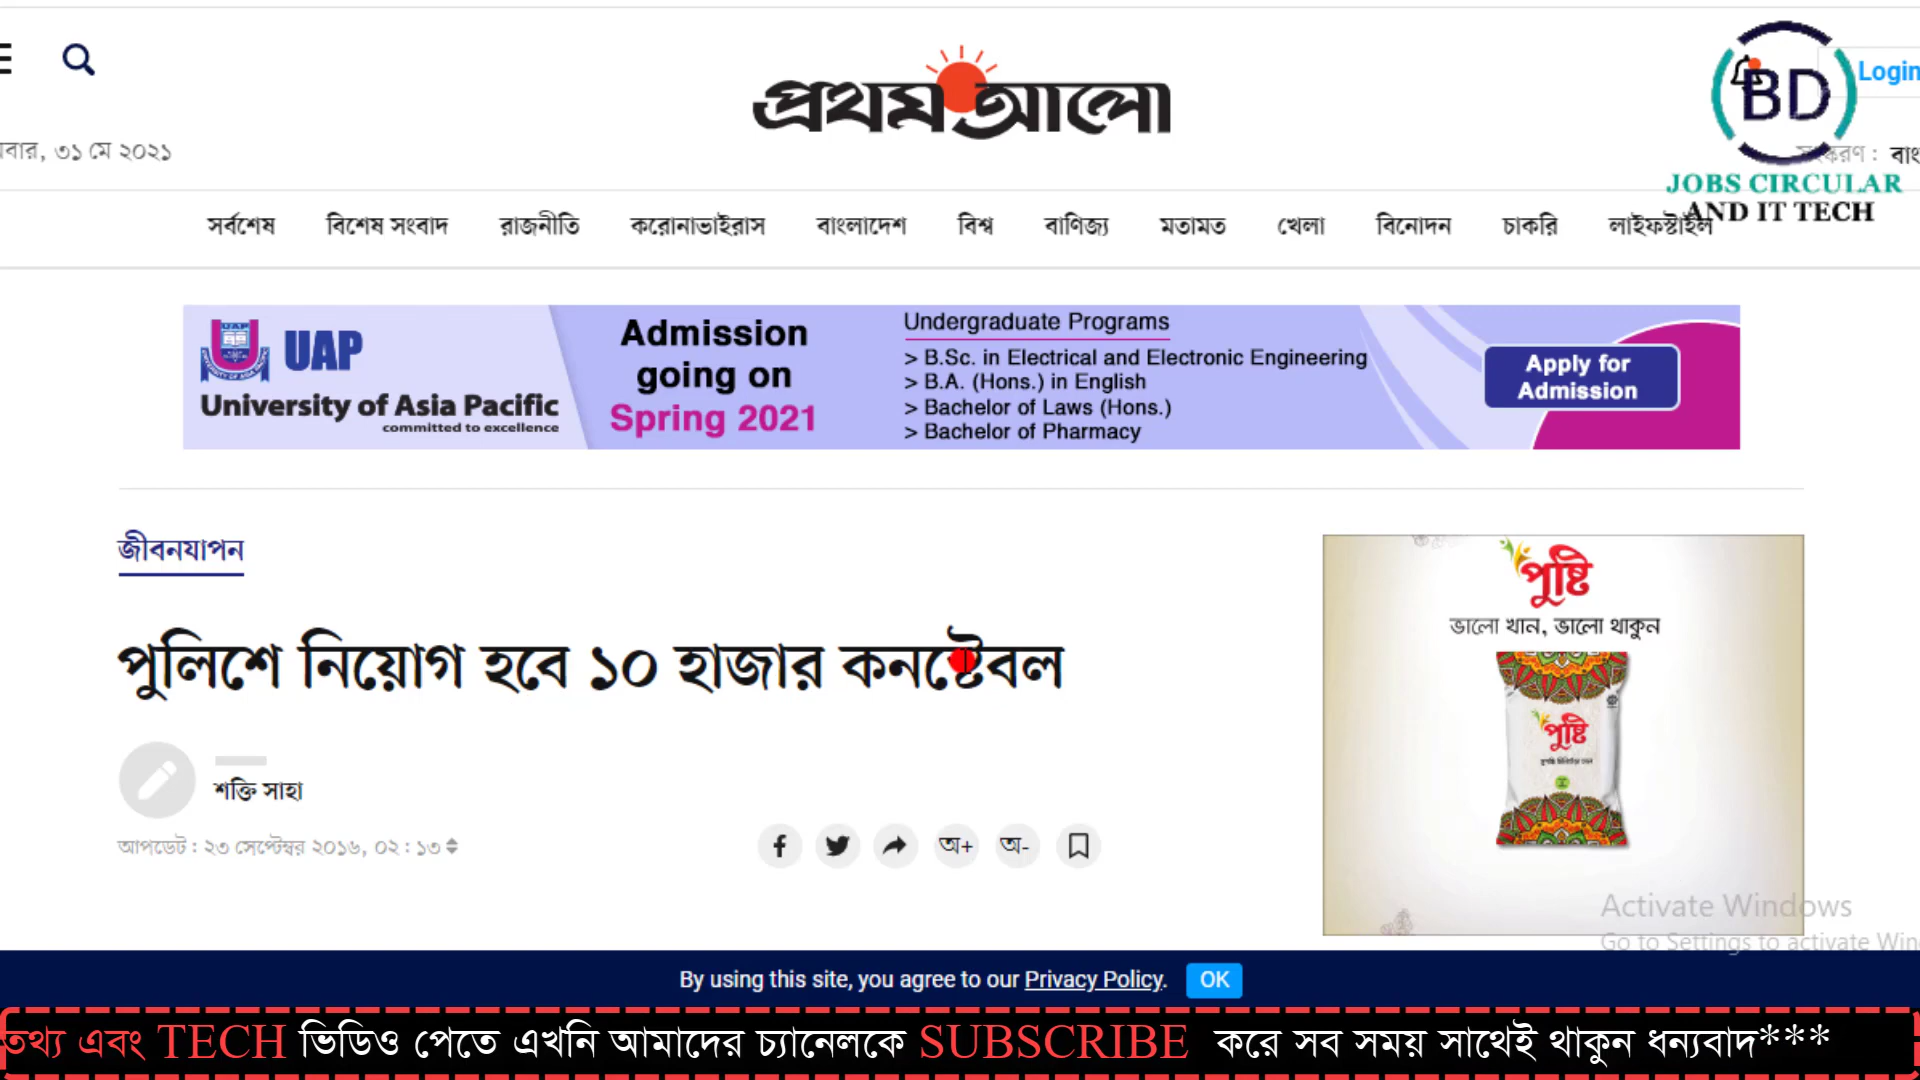 প্রথম আলো
Login
BD
৩১ মে ২০২১
সংস্করণ :
JOBS CIRCULAR
AND IT TECH
সর্বশেষ বিশেষ সংবাদ রাজনীতি করোনাভাইরাস বাংলাদেশ বিশ্ব বাণিজ্য মতামত খেলা বিনোদন চাকরি লাইফস্টাইল
UAP
University of Asia Pacific
committed to excellence
Admission
going on
Spring 2021
Undergraduate Programs
> B.Sc. in Electrical and Electronic Engineering
> B.A. (Hons.) in English
> Bachelor of Laws (Hons.)
> Bachelor of Pharmacy
Apply for
Admission
জীবনযাপন
পুলিশে নিয়োগ হবে ১০ হাজার কনস্টেবল
শক্তি সাহা
আপডেট : ২৩ সেপ্টেম্বর ২০১৬, ০২ : ১৩
অ+ অ-
পুষ্টি
ভালো খান, ভালো থাকুন
পুষ্টি
Activate Windows
Go to Settings to activate
By using this site, you agree to our Privacy Policy. OK
তথ্য এবং TECH ভিডিও পেতে এখনি আমাদের চ্যানেলকে SUBSCRIBE করে সব সময় সাথেই থাকুন ধন্যবাদ***